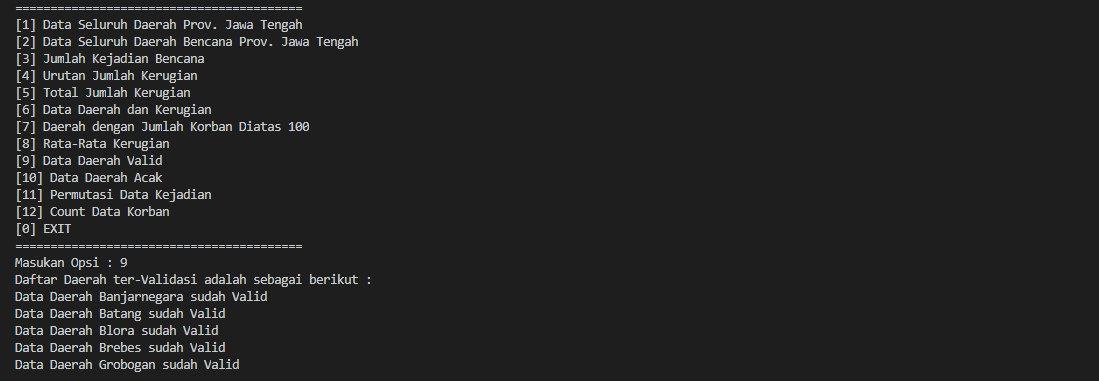 =========================================
[1] Data Seluruh Daerah Prov. Jawa Tengah
[2] Data Seluruh Daerah Bencana Prov. Jawa Tengah
[3] Jumlah Kejadian Bencana
[4] Urutan Jumlah Kerugian
[5] Total Jumlah Kerugian
[6] Data Daerah dan Kerugian
[7] Daerah dengan Jumlah Korban Diatas 100
[8] Rata-Rata Kerugian
[9] Data Daerah Valid
[10] Data Daerah Acak
[11] Permutasi Data Kejadian
[12] Count Data Korban
[0] EXIT
=========================================
Masukan Opsi : 9
Daftar Daerah ter-Validasi adalah sebagai berikut :
Data Daerah Banjarnegara sudah Valid
Data Daerah Batang sudah Valid
Data Daerah Blora sudah Valid
Data Daerah Brebes sudah Valid
Data Daerah Grobogan sudah Valid